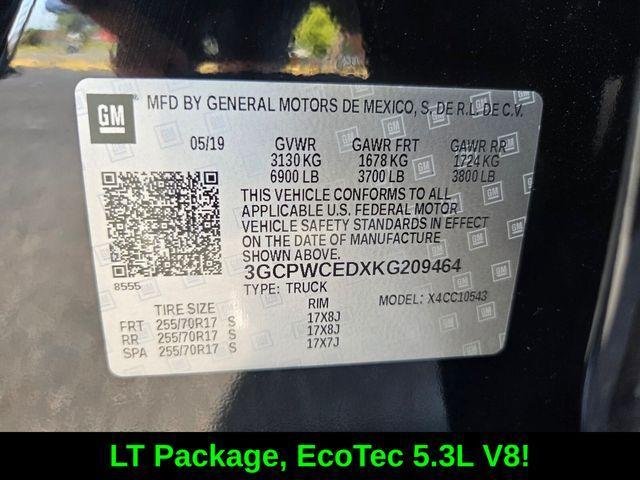 GM MFD BY GENERAL MOTORS DE MEXICO, S, DE R.L. DE C.V.
05/19 GVWR GAWR FRT GAWR RR
3130 KG 1678 KG 1724 KG
6900 LB 3700 LB 3800 LB
THIS VEHICLE CONFORMS TO ALL
APPLICABLE U.S. FEDERAL MOTOR
VEHICLE SAFETY STANDARDS IN
EFFECT ON THE DATE OF
MANUFACTURE SHOWN ABOVE.
3GCPWCEDXKG209464
8555 TYPE: TRUCK MODEL: X4CC10543
TIRE SIZE RIM
FRT 255/70R17 S 17X8J
RR 255/70R17 S 17X8J
SPA 255/70R17 S 17X7J
LT Package, EcoTec 5.3L V8!